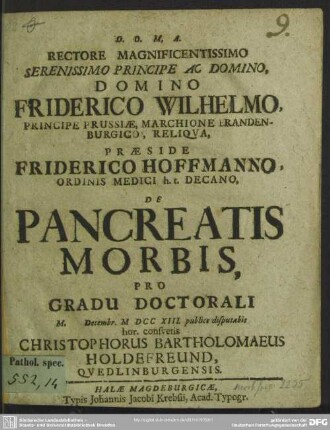 9.
D. O. M. A.
RECTORE MAGNIFICENTISSIMO
SERENISSIMO PRINCIPE AC DOMINO,
DOMINO
FRIDERICO WILHELMO,
PRINCIPE PRUSSIÆ, MARCHIONE BRANDEN-
BURGICO, RELIQVA,
PRÆSIDE
FRIDERICO HOFFMANNO,
ORDINIS MEDICI h. t. DECANO,
DE
PANCREATIS
MORBIS,
PRO
GRADU DOCTORALI
M. Decembr. M DCC XIII. publice disputabit
hor. consvetis
CHRISTOPHORUS BARTHOLOMAEUS
HOLDEFREUND,
QVEDLINBURGENSIS.
Pathol. spec.
552, 14
HALÆ MAGDEBURGICÆ,
Typis Johannis Jacobi Krebsii, Acad. Typogr.